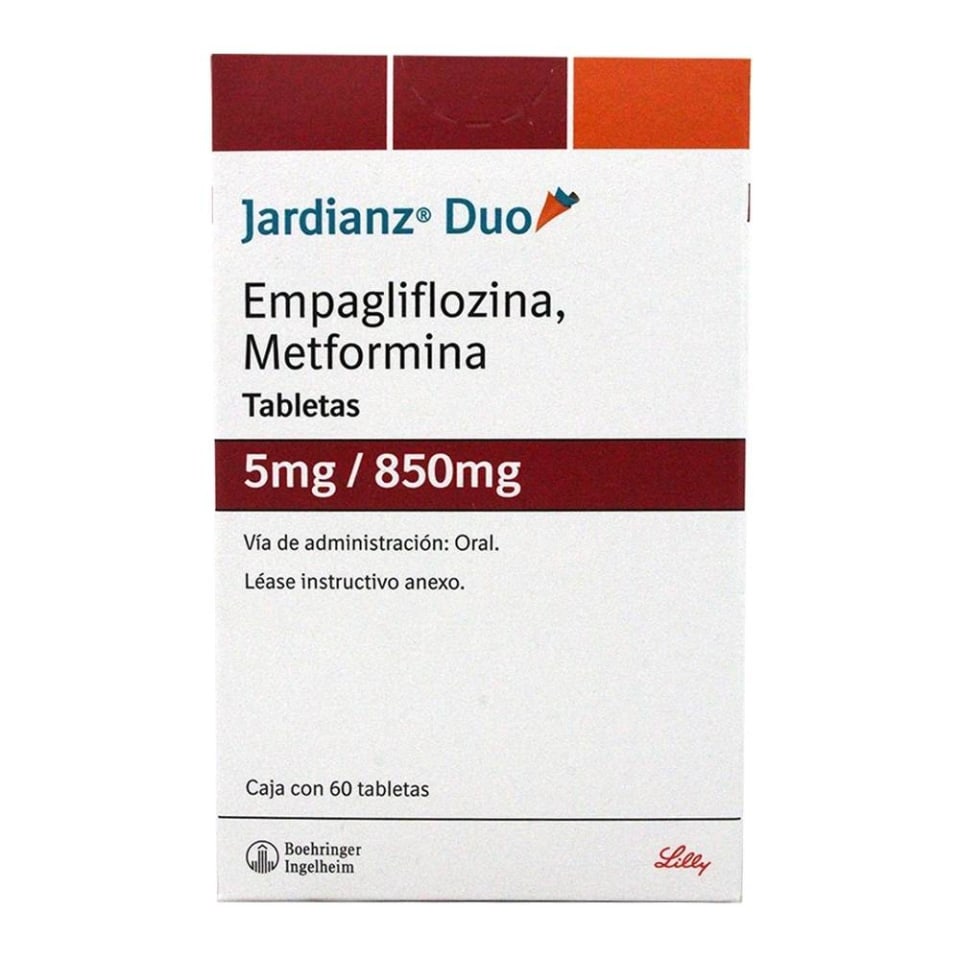 Jardianz® Duo
Empagliflozina,
Metformina
Tabletas
5mg / 850mg
Vía de administración: Oral.
Léase instructivo anexo.
Caja con 60 tabletas
Boehringer
Ingelheim
Lilly